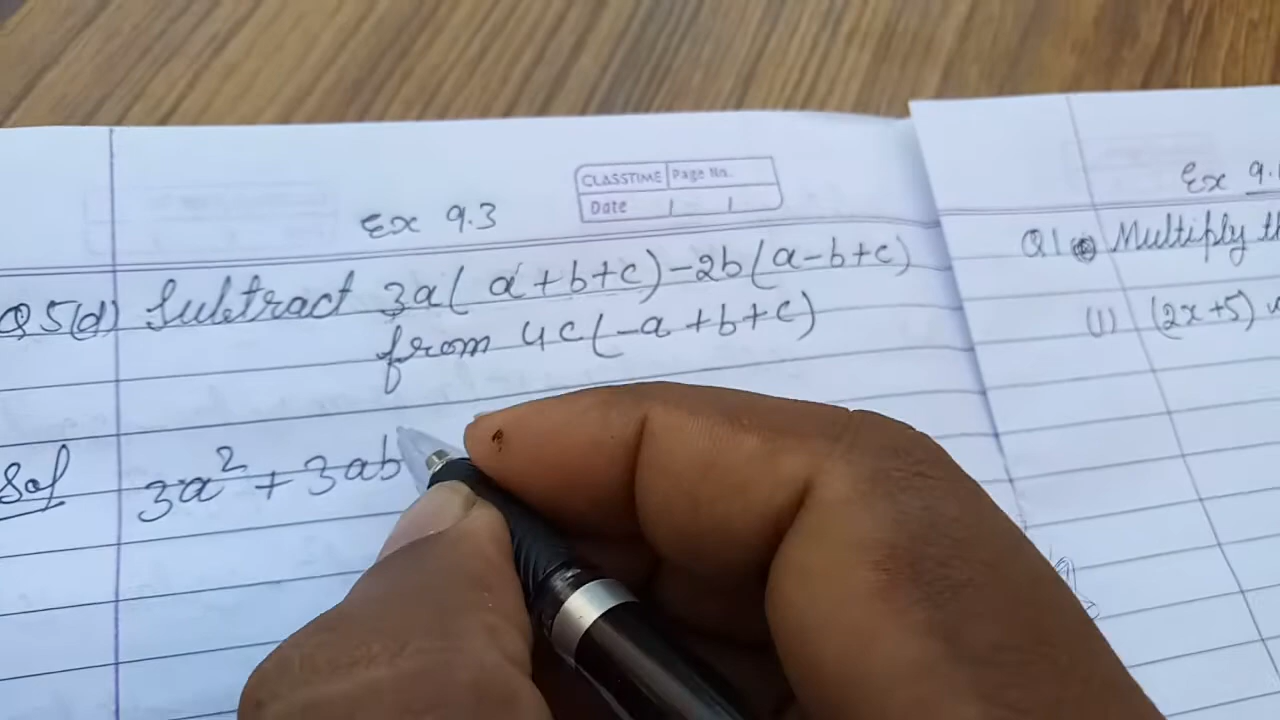 CLASSTIME Page No.
Date / /
Ex 9.3
Q5(d) Subtract 3a(a+b+c)-2b(a-b+c)
from 4c(-a+b+c)
Sol 3a² + 3ab
Ex 9.
Q1 Multiply th
(i) (2x+5)